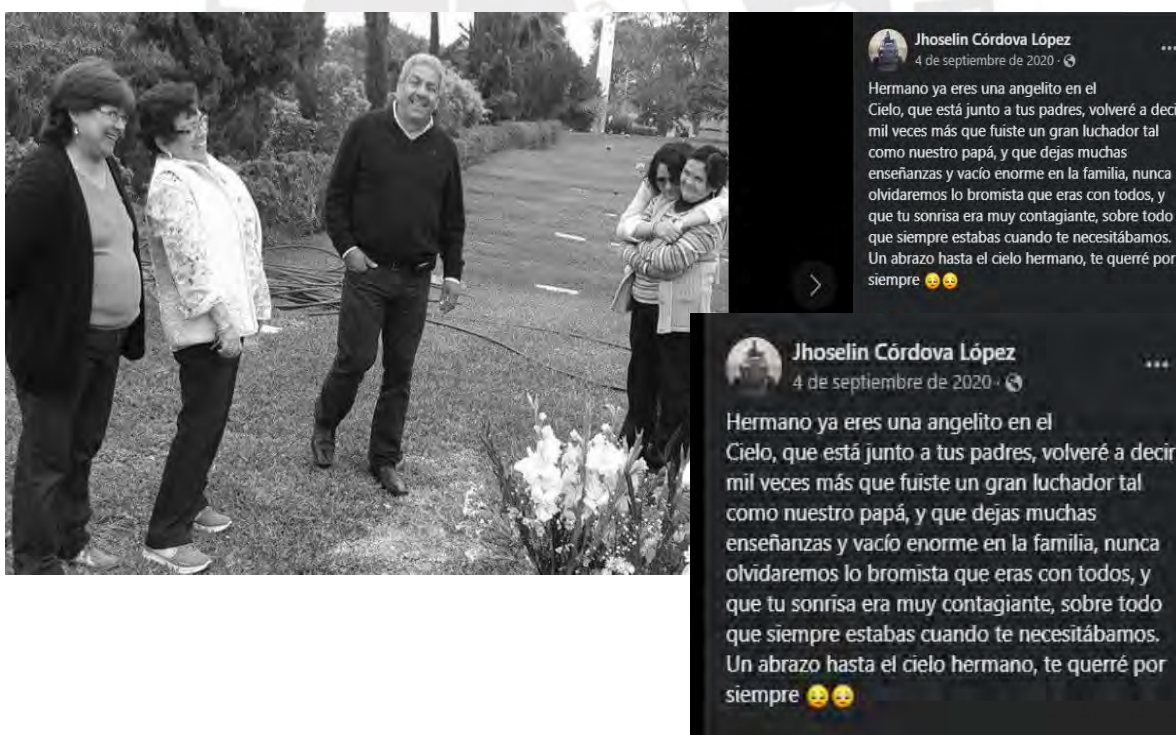 Jhoselin Córdova López
4 de septiembre de 2020 ·
Hermano ya eres una angelito en el
Cielo, que está junto a tus padres, volveré a deci
mil veces más que fuiste un gran luchador tal
como nuestro papá, y que dejas muchas
enseñanzas y vacío enorme en la familia, nunca
olvidaremos lo bromista que eras con todos, y
que tu sonrisa era muy contagiante, sobre todo
que siempre estabas cuando te necesitábamos.
Un abrazo hasta el cielo hermano, te querré por
siempre 😔😔
Jhoselin Córdova López
4 de septiembre de 2020 ·
Hermano ya eres una angelito en el
Cielo, que está junto a tus padres, volveré a decir
mil veces más que fuiste un gran luchador tal
como nuestro papá, y que dejas muchas
enseñanzas y vacío enorme en la familia, nunca
olvidaremos lo bromista que eras con todos, y
que tu sonrisa era muy contagiante, sobre todo
que siempre estabas cuando te necesitábamos.
Un abrazo hasta el cielo hermano, te querré por
siempre 😔😔